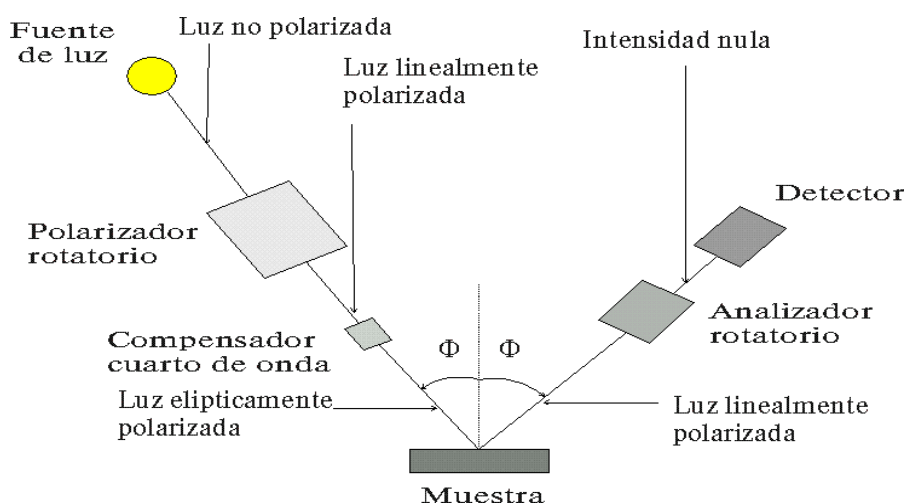 Fuente
de luz
Luz no polarizada
Luz linealmente
polarizada
Intensidad nula
Polarizador
rotatorio
Detector
Compensador
cuarto de onda
Φ
Φ
Analizador
rotatorio
Luz elipticamente
polarizada
Luz linealmente
polarizada
Muestra